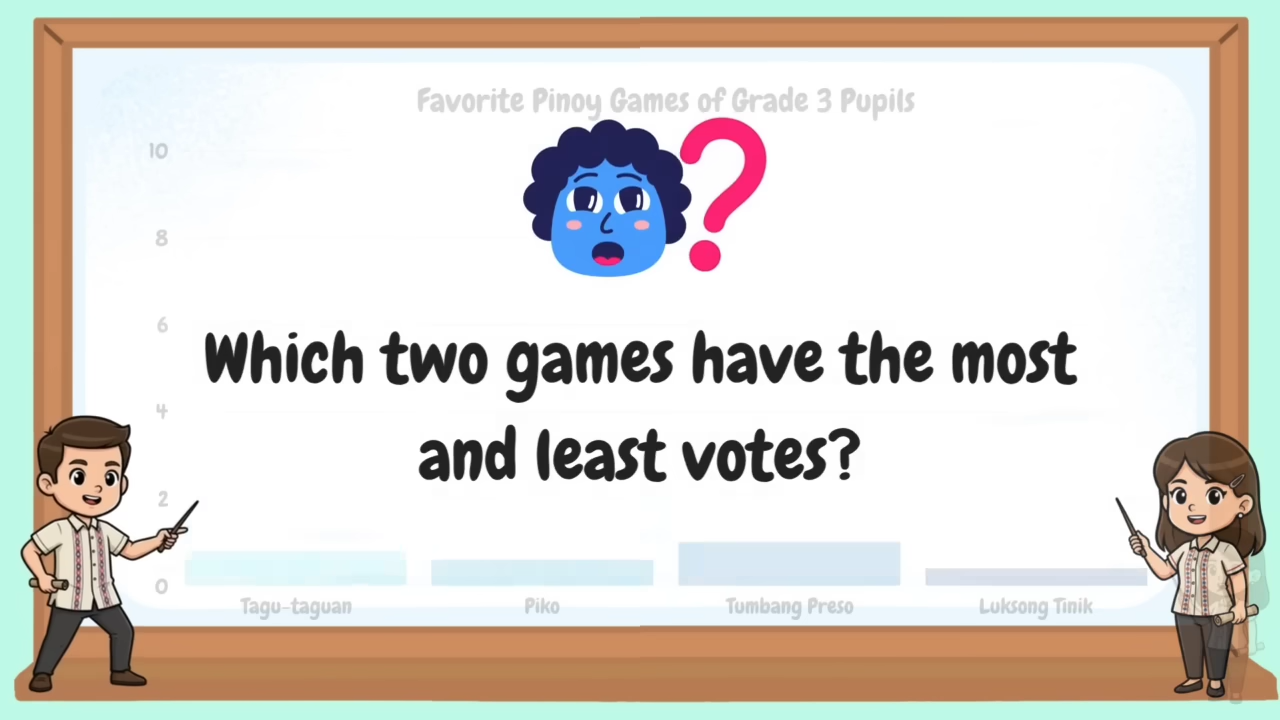 Favorite Pinoy Games of Grade 3 Pupils
10
8
6
Which two games have the most
4
and least votes?
2
0
Tagu-taguan Piko Tumbang Preso Luksong Tinik